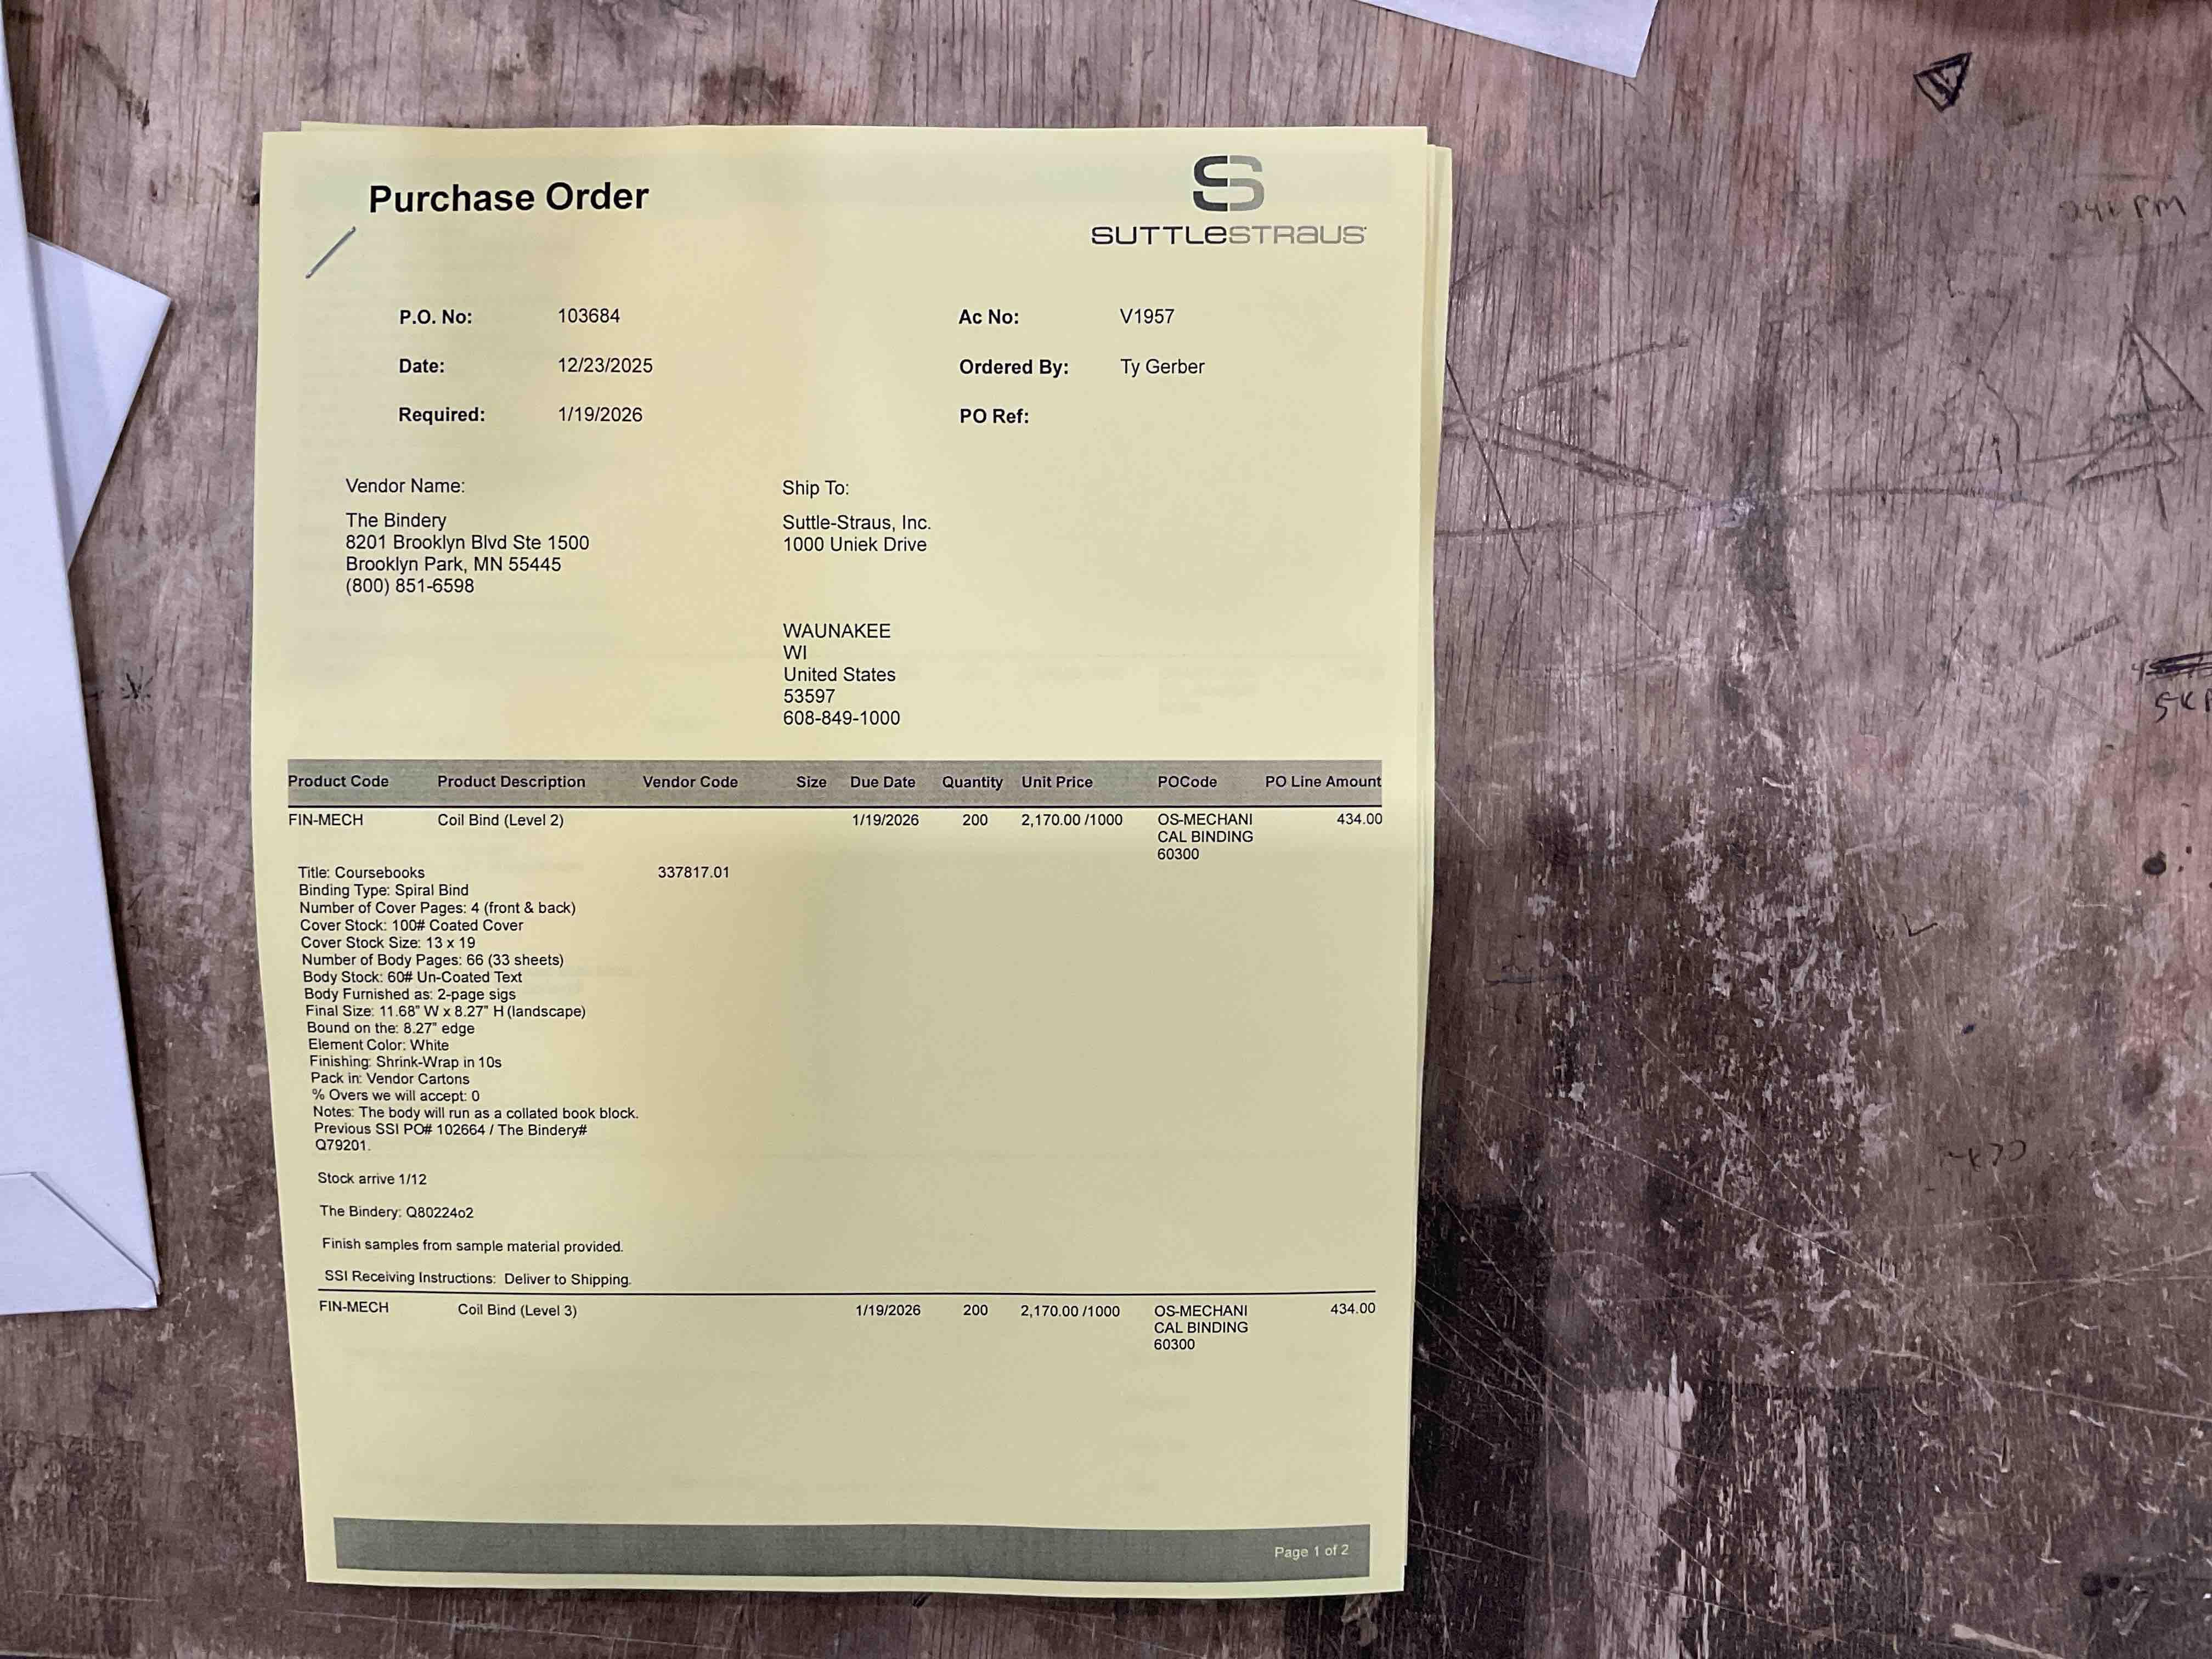 Purchase Order
SUTTLESTRAUS
P.O. No: 103684 Ac No: V1957
Date: 12/23/2025 Ordered By: Ty Gerber
Required: 1/19/2026 PO Ref:
Vendor Name:
The Bindery
8201 Brooklyn Blvd Ste 1500
Brooklyn Park, MN 55445
(800) 851-6598
Ship To:
Suttle-Straus, Inc.
1000 Uniek Drive
WAUNAKEE
WI
United States
53597
608-849-1000
Product Code Product Description Vendor Code Size Due Date Quantity Unit Price POCode PO Line Amount
FIN-MECH Coil Bind (Level 2) 1/19/2026 200 2,170.00 /1000 OS-MECHANI 434.00
CAL BINDING
60300
Title: Coursebooks 337817.01
Binding Type: Spiral Bind
Number of Cover Pages: 4 (front & back)
Cover Stock: 100# Coated Cover
Cover Stock Size: 13 x 19
Number of Body Pages: 66 (33 sheets)
Body Stock: 60# Un-Coated Text
Body Furnished as: 2-page sigs
Final Size: 11.68" W x 8.27" H (landscape)
Bound on the: 8.27" edge
Element Color: White
Finishing: Shrink-Wrap in 10s
Pack in: Vendor Cartons
% Overs we will accept: 0
Notes: The body will run as a collated book block.
Previous SSI PO# 102664 / The Bindery#
Q79201.
Stock arrive 1/12
The Bindery: Q80224o2
Finish samples from sample material provided.
SSI Receiving Instructions: Deliver to Shipping.
FIN-MECH Coil Bind (Level 3) 1/19/2026 200 2,170.00 /1000 OS-MECHANI 434.00
CAL BINDING
60300
Page 1 of 2
PM